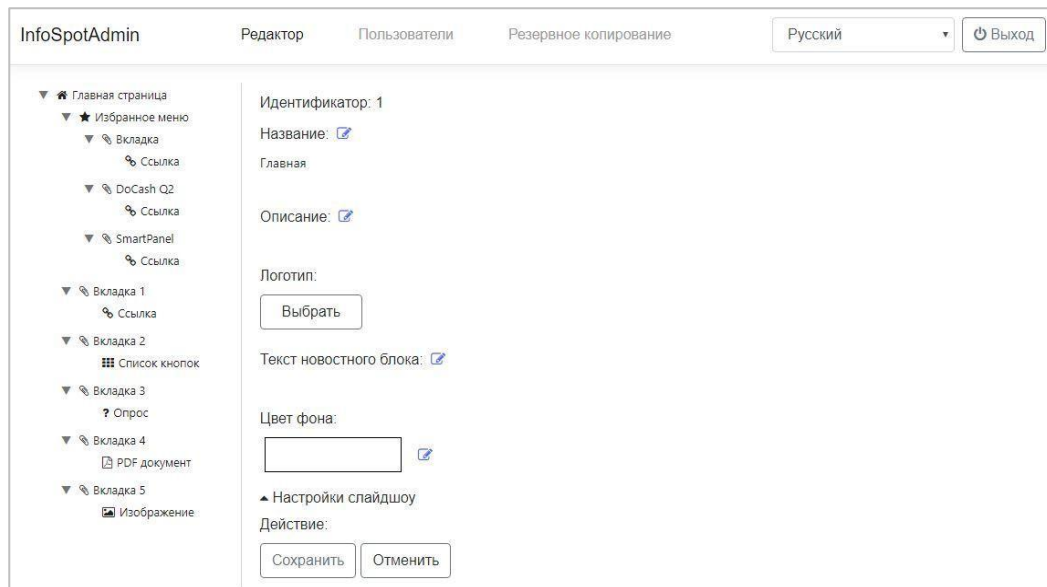 InfoSpotAdmin Редактор Пользователи Резервное копирование Русский Выход
Главная страница
Избранное меню
Вкладка
Ссылка
DoCash Q2
Ссылка
SmartPanel
Ссылка
Вкладка 1
Ссылка
Вкладка 2
Список кнопок
Вкладка 3
? Опрос
Вкладка 4
PDF документ
Вкладка 5
Изображение
Идентификатор: 1
Название:
Главная
Описание:
Логотип:
Выбрать
Текст новостного блока:
Цвет фона:
Настройки слайдшоу
Действие:
Сохранить Отменить